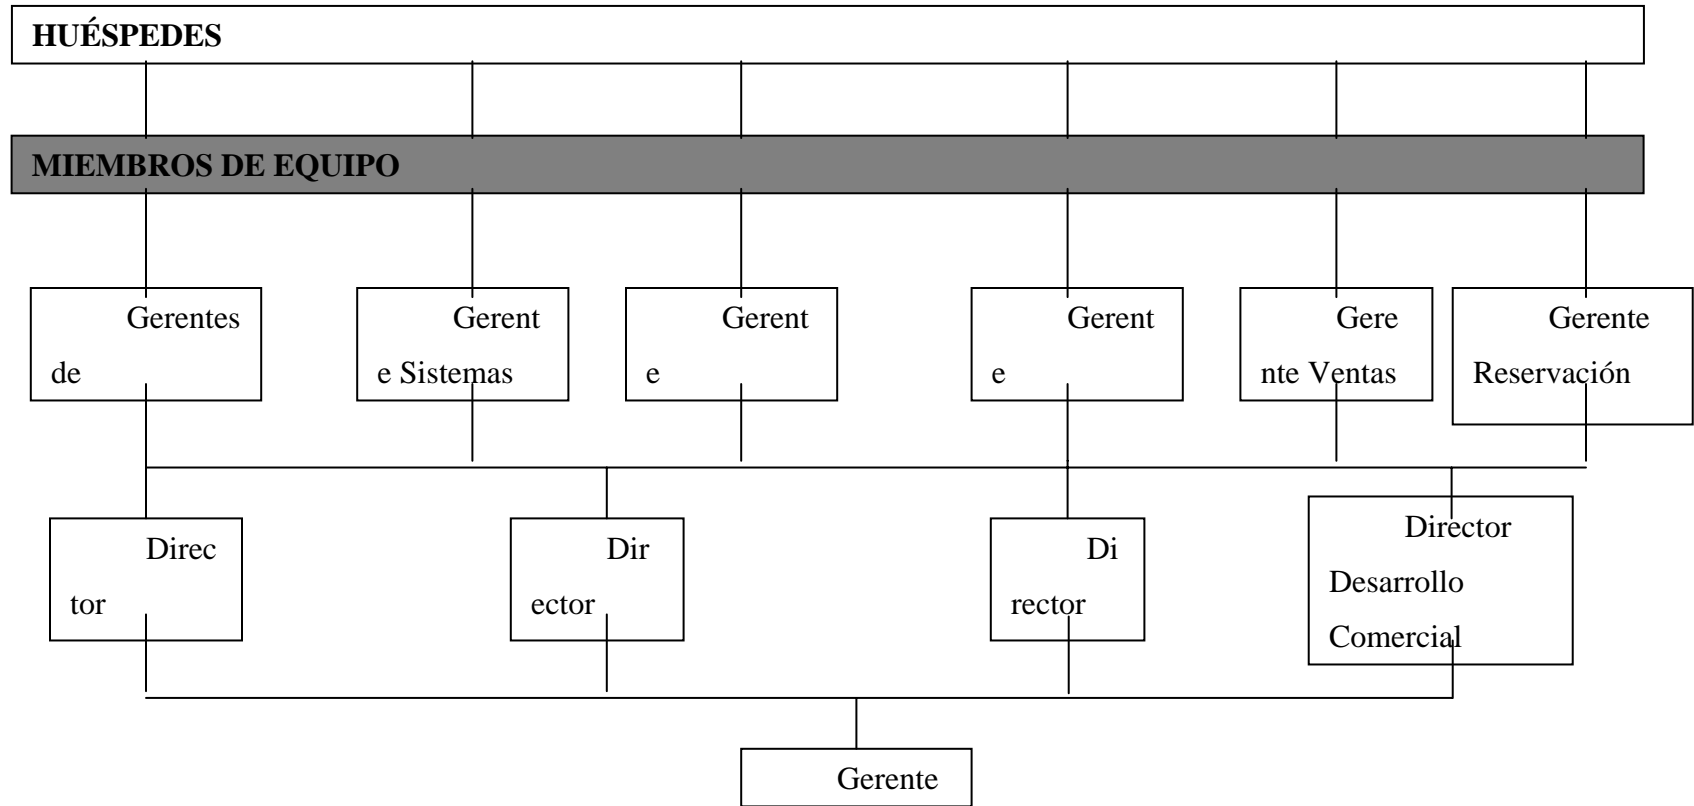 HUÉSPEDES
MIEMBROS DE EQUIPO
Gerentes
de
Gerent
e Sistemas
Gerent
e
Gerent
e
Gere
nte Ventas
Gerente
Reservación
Direc
tor
Dir
ector
Di
rector
Director
Desarrollo
Comercial
Gerente